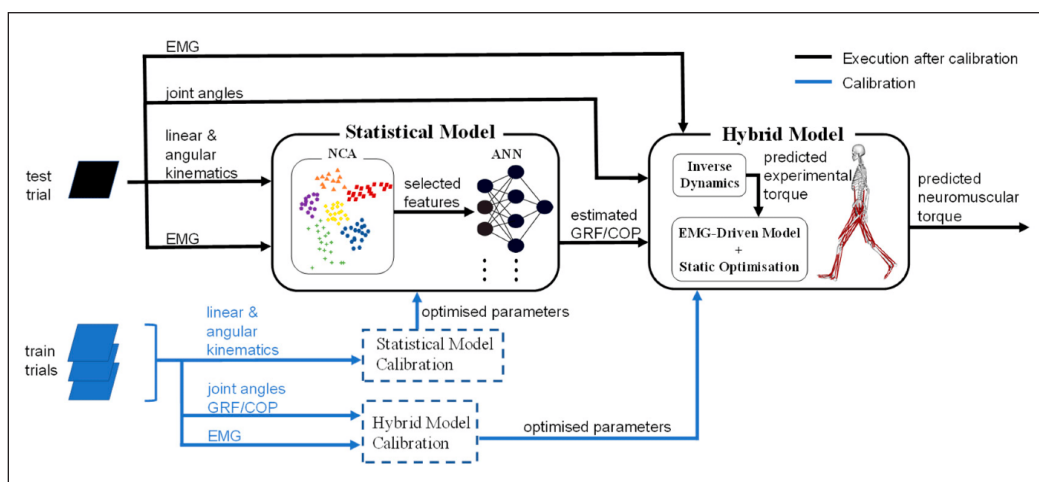 EMG
Execution after calibration
Calibration
joint angles
Statistical Model
Hybrid Model
linear &
angular
kinematics
NCA
ANN
Inverse
Dynamics
predicted
experimental
torque
test
trial
selected
features
predicted
neuromuscular
torque
estimated
GRF/COP
EMG
EMG-Driven Model
+
Static Optimisation
linear &
angular
kinematics
optimised parameters
train
trials
Statistical Model
Calibration
joint angles
GRF/COP
EMG
Hybrid Model
Calibration
optimised parameters